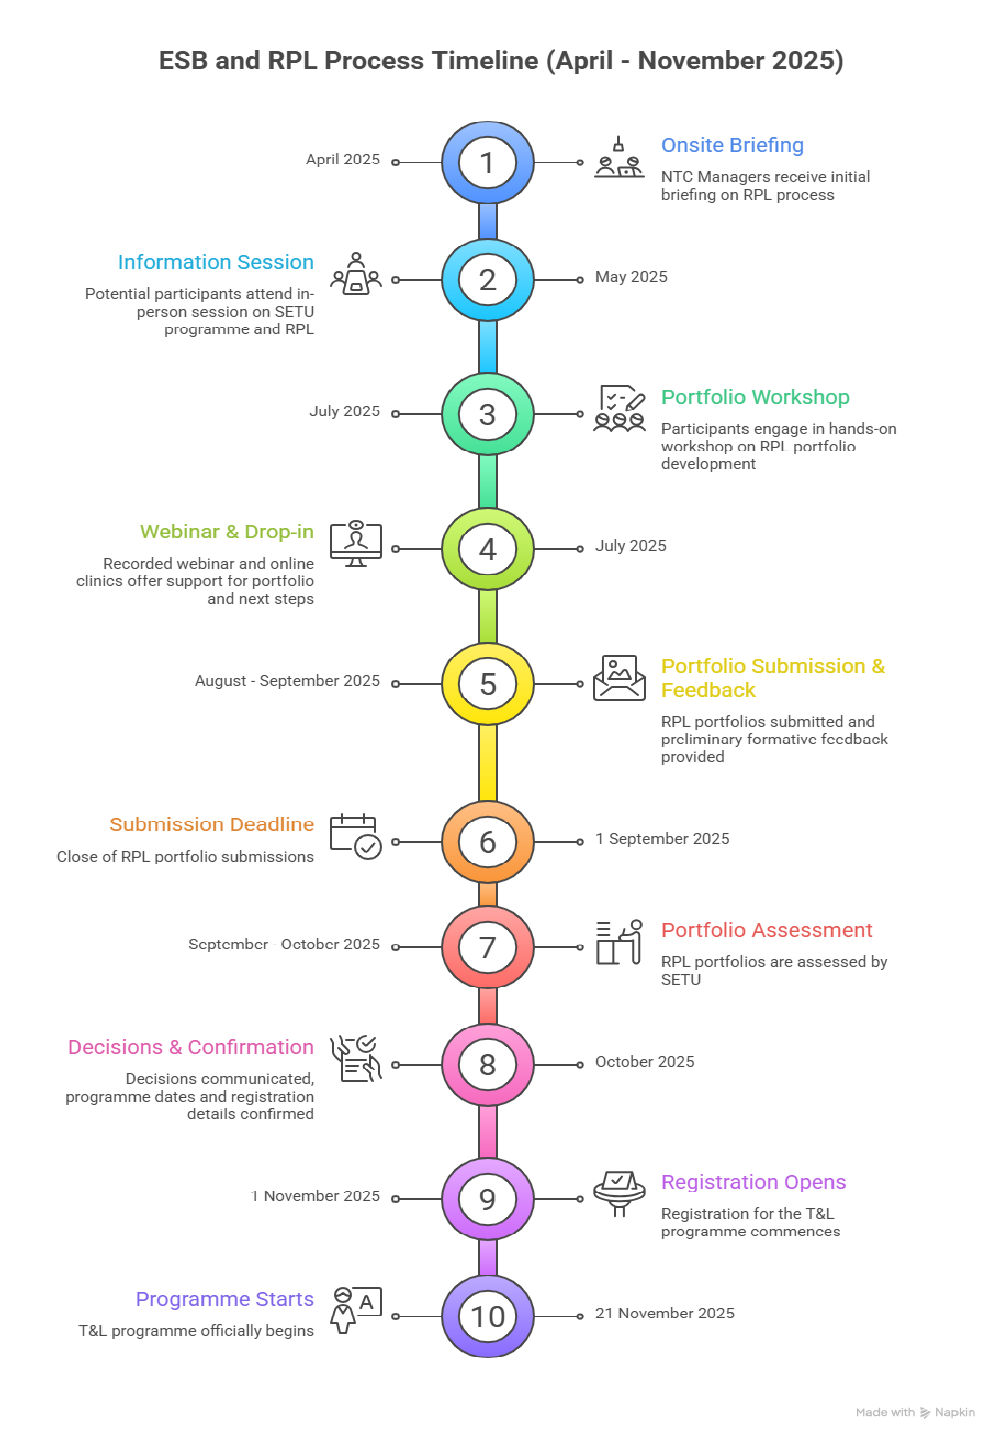 ESB and RPL Process Timeline (April - November 2025)
April 2025
1
Onsite Briefing
NTC Managers receive initial
briefing on RPL process
Information Session
Potential participants attend in-
person session on SETU
programme and RPL
2
May 2025
July 2025
3
Portfolio Workshop
Participants engage in hands-on
workshop on RPL portfolio
development
Webinar & Drop-in
Recorded webinar and online
clinics offer support for portfolio
and next steps
4
July 2025
August - September 2025
5
Portfolio Submission &
Feedback
RPL portfolios submitted and
preliminary formative feedback
provided
Submission Deadline
Close of RPL portfolio submissions
6
1 September 2025
September - October 2025
7
Portfolio Assessment
RPL portfolios are assessed by
SETU
Decisions & Confirmation
Decisions communicated,
programme dates and registration
details confirmed
8
October 2025
1 November 2025
9
Registration Opens
Registration for the T&L
programme commences
Programme Starts
T&L programme officially begins
A
10
21 November 2025
Made with Napkin